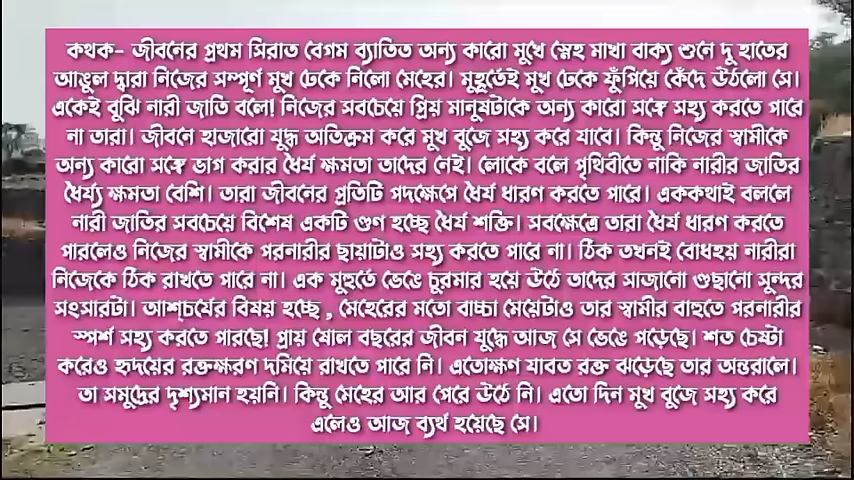 কথক- জীবনের প্রথম সিরাত বেগম ব্যাতিত অন্য কারো মুখে স্নেহ মাখা বাক্য শুনে দু হাতের
আঙুল দ্বারা নিজের সম্পূর্ণ মুখ ঢেকে নিলো মেহের। মুহূর্তেই মুখ ঢেকে ফুঁপিয়ে কেঁদে উঠলো সে।
একেই বুঝি নারী জাতি বলে! নিজের সবচেয়ে প্রিয় মানুষটাকে অন্য কারো সঙ্গে সহ্য করতে পারে
না তারা। জীবনে হাজারো যুদ্ধ অতিক্রম করে মুখ বুজে সহ্য করে যাবে। কিন্তু নিজের স্বামীকে
অন্য কারো সঙ্গে ভাগ করার ধৈর্য ক্ষমতা তাদের নেই। লোকে বলে পৃথিবীতে নাকি নারীর জাতির
ধৈর্য্য ক্ষমতা বেশি। তারা জীবনের প্রতিটি পদক্ষেপে ধৈর্য ধারণ করতে পারে। এককথাই বললে
নারী জাতির সবচেয়ে বিশেষ একটি গুণ হচ্ছে ধৈর্য শক্তি। সবক্ষেত্রে তারা ধৈর্য ধারণ করতে
পারলেও নিজের স্বামীকে পরনারীর ছায়াটাও সহ্য করতে পারে না। ঠিক তখনই বোধহয় নারীরা
নিজেকে ঠিক রাখতে পারে না। এক মুহুর্তে ভেঙে চুরমার হয়ে উঠে তাদের সাজানো গুছানো সুন্দর
সংসারটা। আশ্চর্যের বিষয় হচ্ছে , মেহেরের মতো বাচ্চা মেয়েটাও তার স্বামীর বাহুতে পরনারীর
স্পর্শ সহ্য করতে পারছে! প্রায় ষোল বছরের জীবন যুদ্ধে আজ সে ভেঙে পড়েছে। শত চেষ্টা
করেও হৃদয়ের রক্তক্ষরণ দমিয়ে রাখতে পারে নি। এতোক্ষণ যাবত রক্ত ঝড়েছে তার অন্তরালে।
তা সমুদ্রের দৃশ্যমান হয়নি। কিন্তু মেহের আর পেরে উঠে নি। এতো দিন মুখ বুজে সহ্য করে
এলেও আজ ব্যর্থ হয়েছে সে।